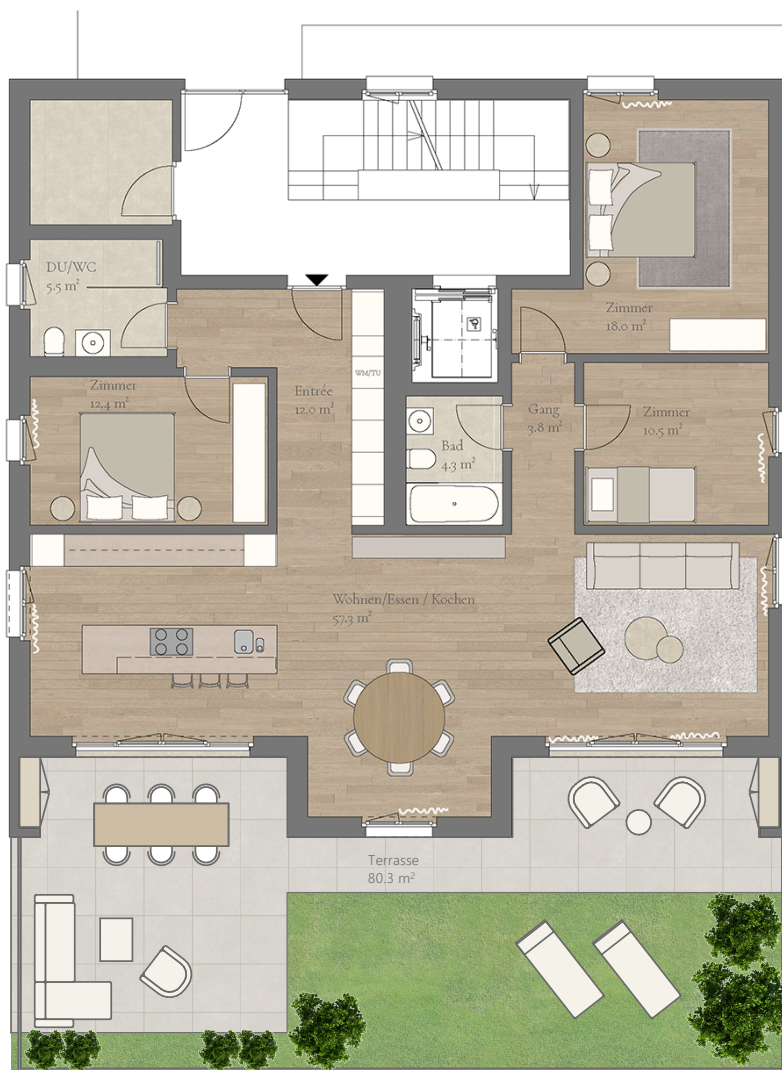 DU/WC
5.5 m²
Zimmer
18.0 m²
Zimmer
12.4 m²
Entrée
12.0 m²
WM/TU
Gang
3.8 m²
Zimmer
10.5 m²
Bad
4.3 m²
Wohnen/Essen / Kochen
57.3 m²
Terrasse
80.3 m²